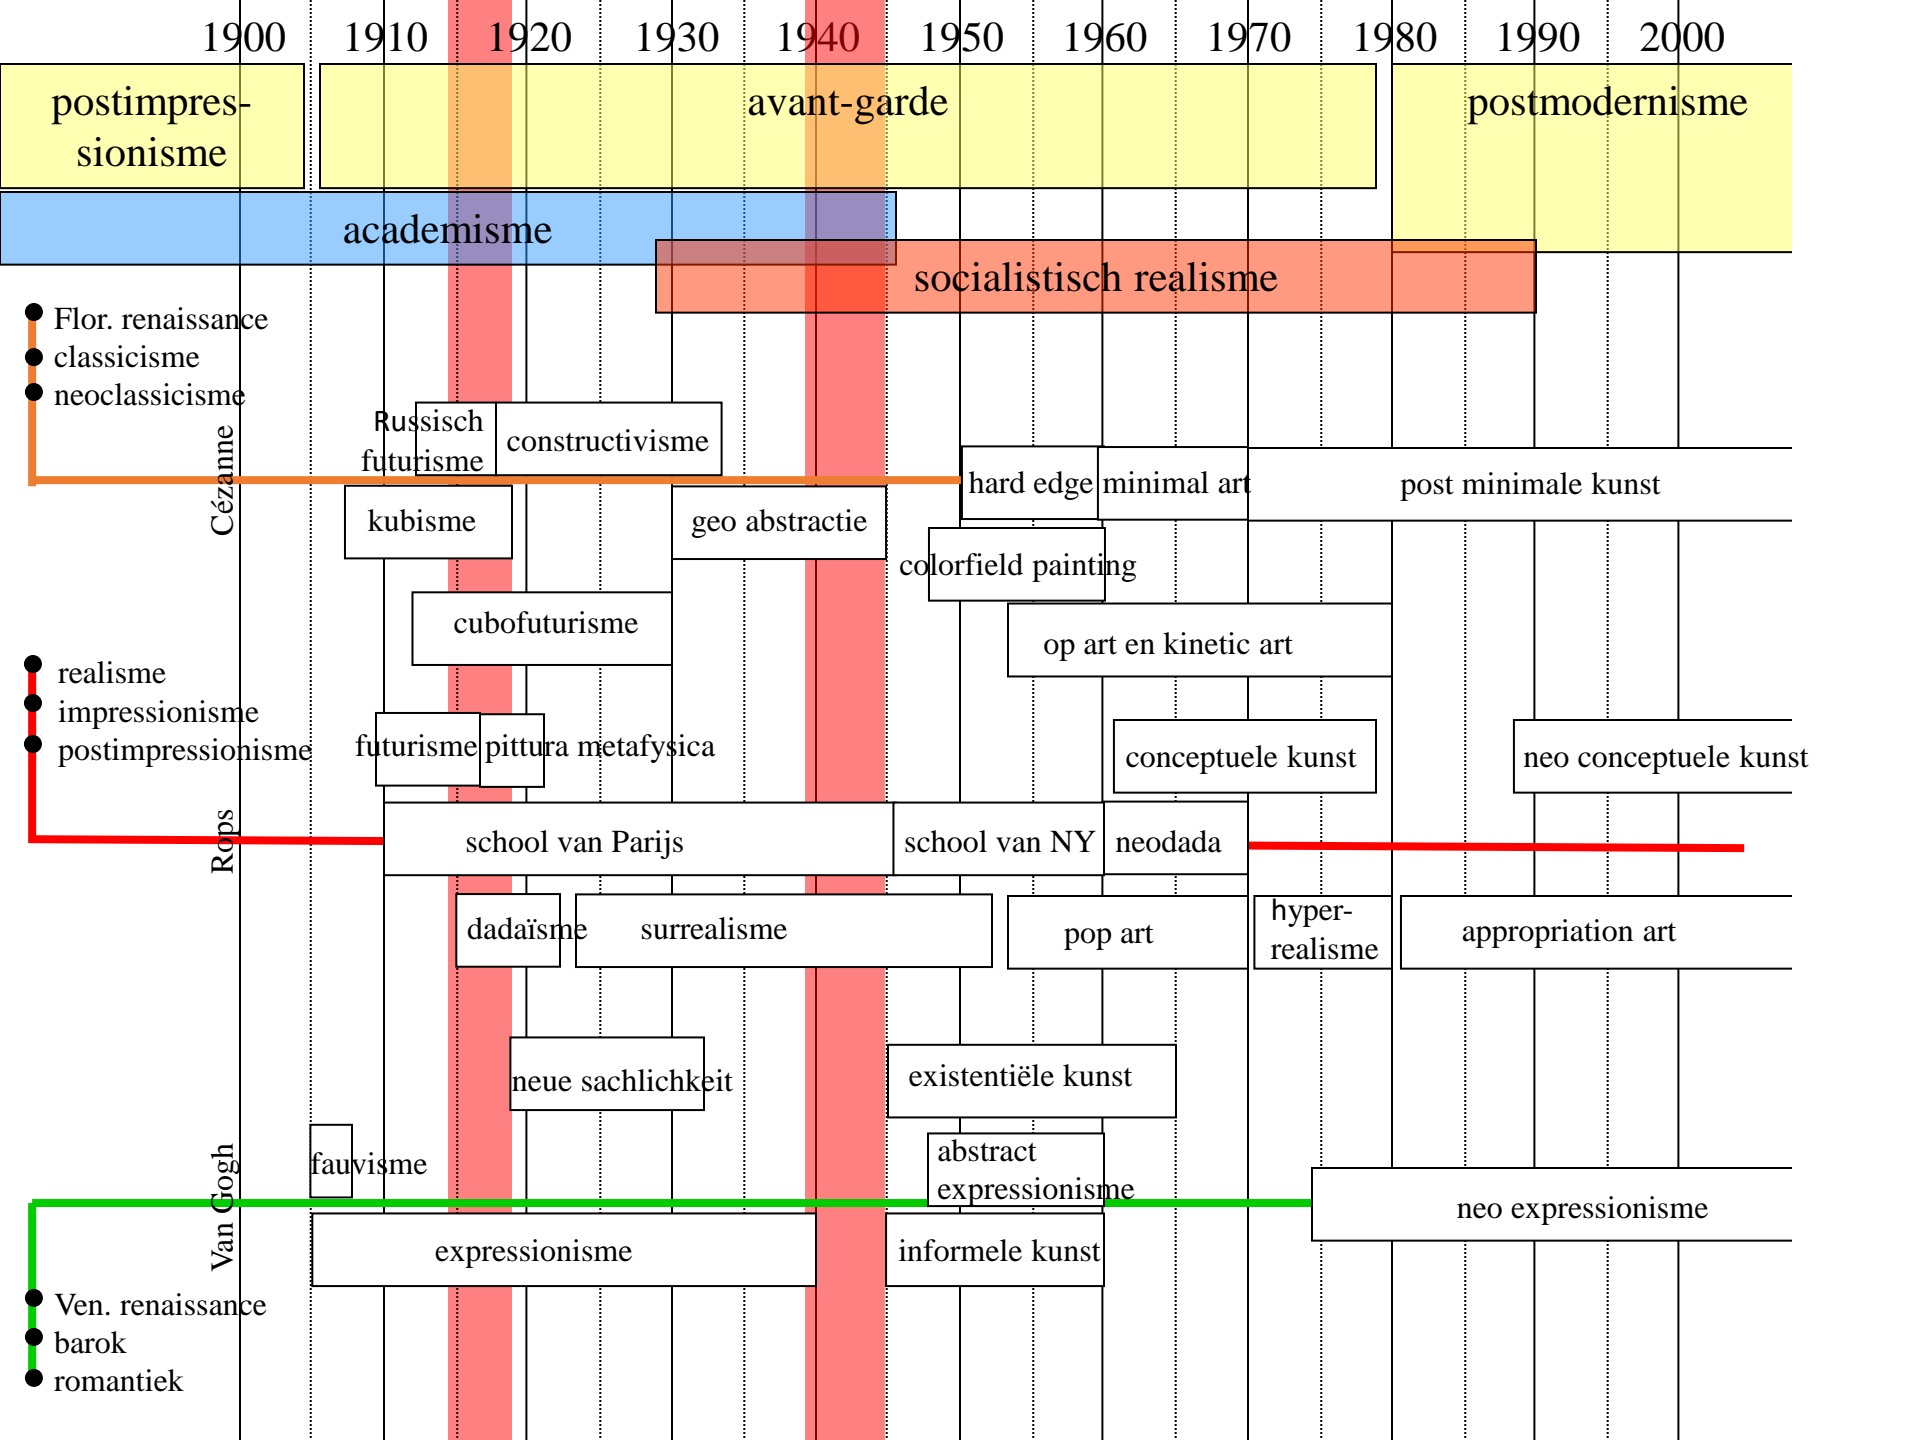 1900 1910 1920 1930 1940 1950 1960 1970 1980 1990 2000
postimpres-
sionisme
avant-garde
postmodernisme
academisme
socialistisch realisme
Flor. renaissance
classicisme
neoclassicisme
Cézanne
Russisch
futurisme
constructivisme
hard edge
minimal art
post minimale kunst
kubisme
geo abstractie
colorfield painting
cubofuturisme
op art en kinetic art
realisme
impressionisme
postimpressionisme
futurisme
pittura metafysica
conceptuele kunst
neo conceptuele kunst
Rops
school van Parijs
school van NY
neodada
dadaïsme
surrealisme
pop art
hyper-
realisme
appropriation art
neue sachlichkeit
existentiële kunst
fauvisme
abstract
expressionisme
Van Gogh
neo expressionisme
expressionisme
informele kunst
Ven. renaissance
barok
romantiek